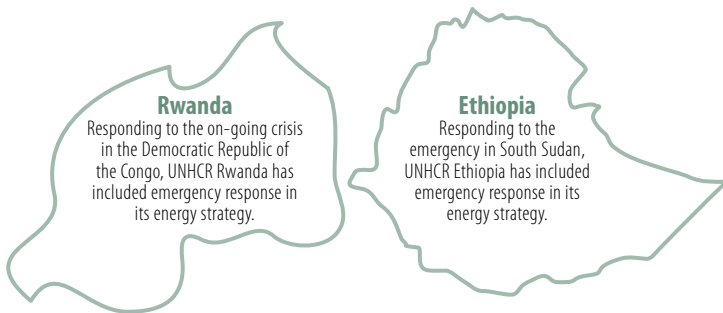 Rwanda
Responding to the on-going crisis
in the Democratic Republic of
the Congo, UNHCR Rwanda has
included emergency response in
its energy strategy.
Ethiopia
Responding to the
emergency in South Sudan,
UNHCR Ethiopia has included
emergency response in its
energy strategy.